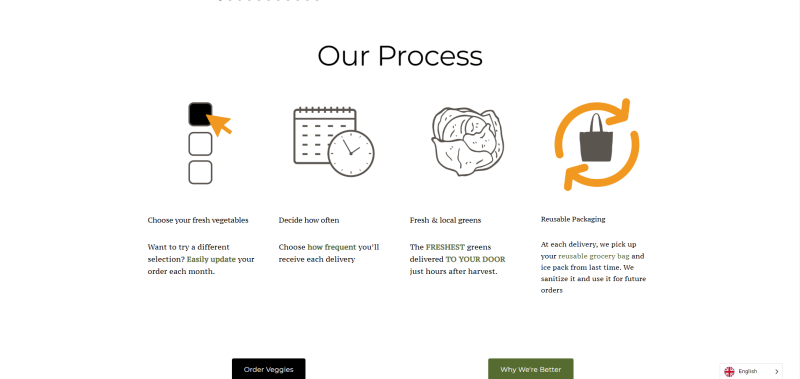 Our Process
Choose your fresh vegetables
Want to try a different
selection? Easily update your
order each month.
Decide how often
Choose how frequent you'll
receive each delivery
Fresh & local greens
The FRESHEST greens
delivered TO YOUR DOOR
just hours after harvest.
Reusable Packaging
At each delivery, we pick up
your reusable grocery bag and
ice pack from last time. We
sanitize it and use it for future
orders
Order Veggies
Why We're Better
English